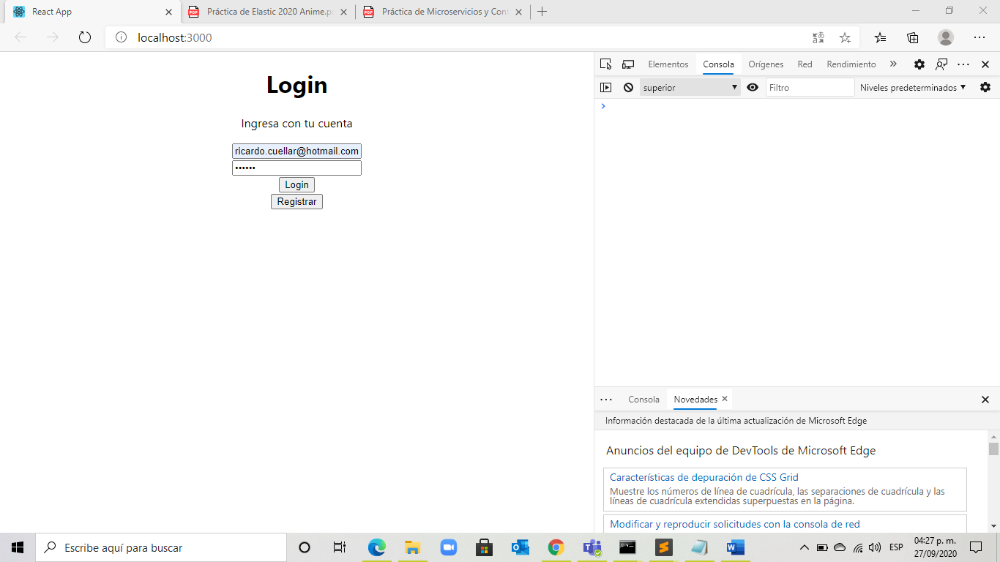 React App
Práctica de Elastic 2020 Anime.p
Práctica de Microservicios y Con
localhost:3000
Login
Ingresa con tu cuenta
ricardo.cuellar@hotmail.com
••••••
Login
Registrar
Elementos
Consola
Orígenes
Red
Rendimiento
superior
Filtro
Niveles predeterminados
Consola
Novedades
Información destacada de la última actualización de Microsoft Edge
Anuncios del equipo de DevTools de Microsoft Edge
Características de depuración de CSS Grid
Muestre los números de línea de cuadrícula, las separaciones de cuadrícula y las
líneas de cuadrícula extendidas superpuestas en la página.
Modificar y reproducir solicitudes con la consola de red
Escribe aquí para buscar
ESP
04:27 p. m.
27/09/2020